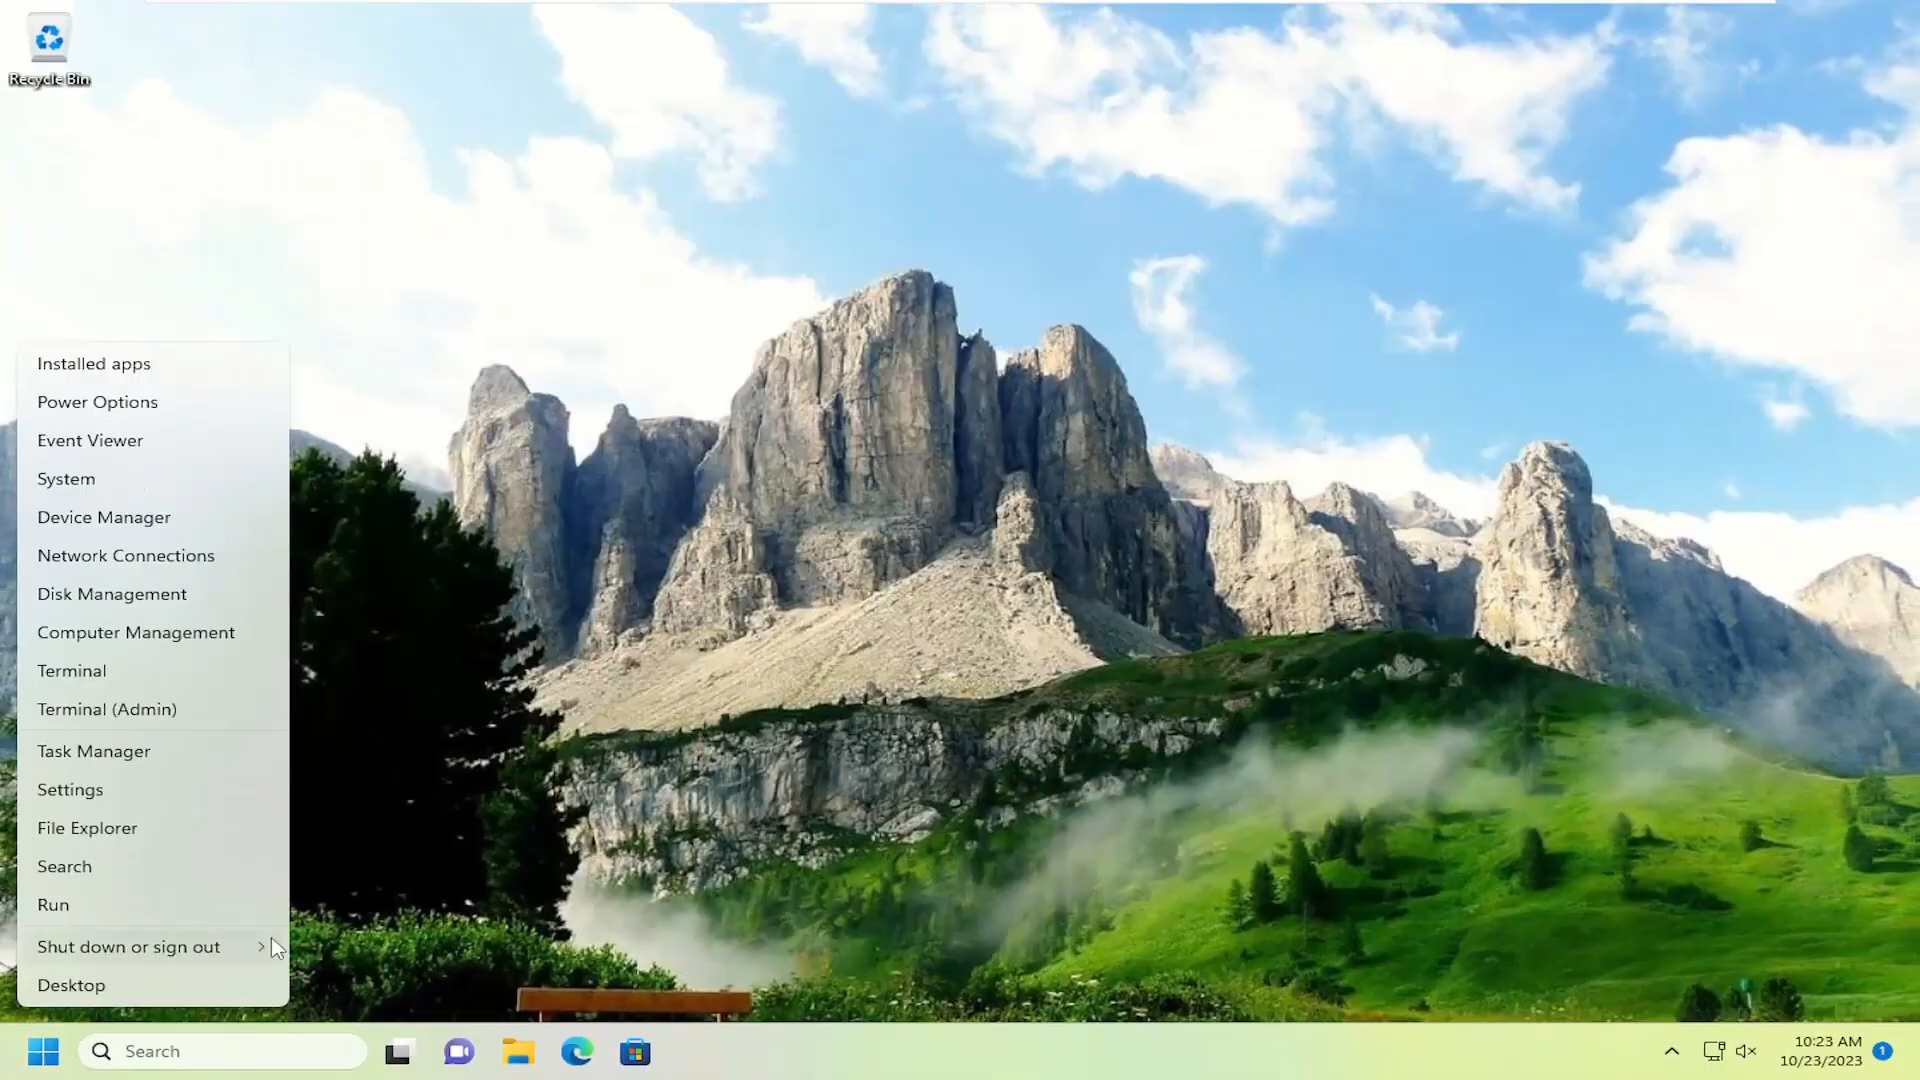 Recycle Bin
Installed apps
Power Options
Event Viewer
System
Device Manager
Network Connections
Disk Management
Computer Management
Terminal
Terminal (Admin)
Task Manager
Settings
File Explorer
Search
Run
Shut down or sign out
Desktop
Search
10:23 AM
10/23/2023
1